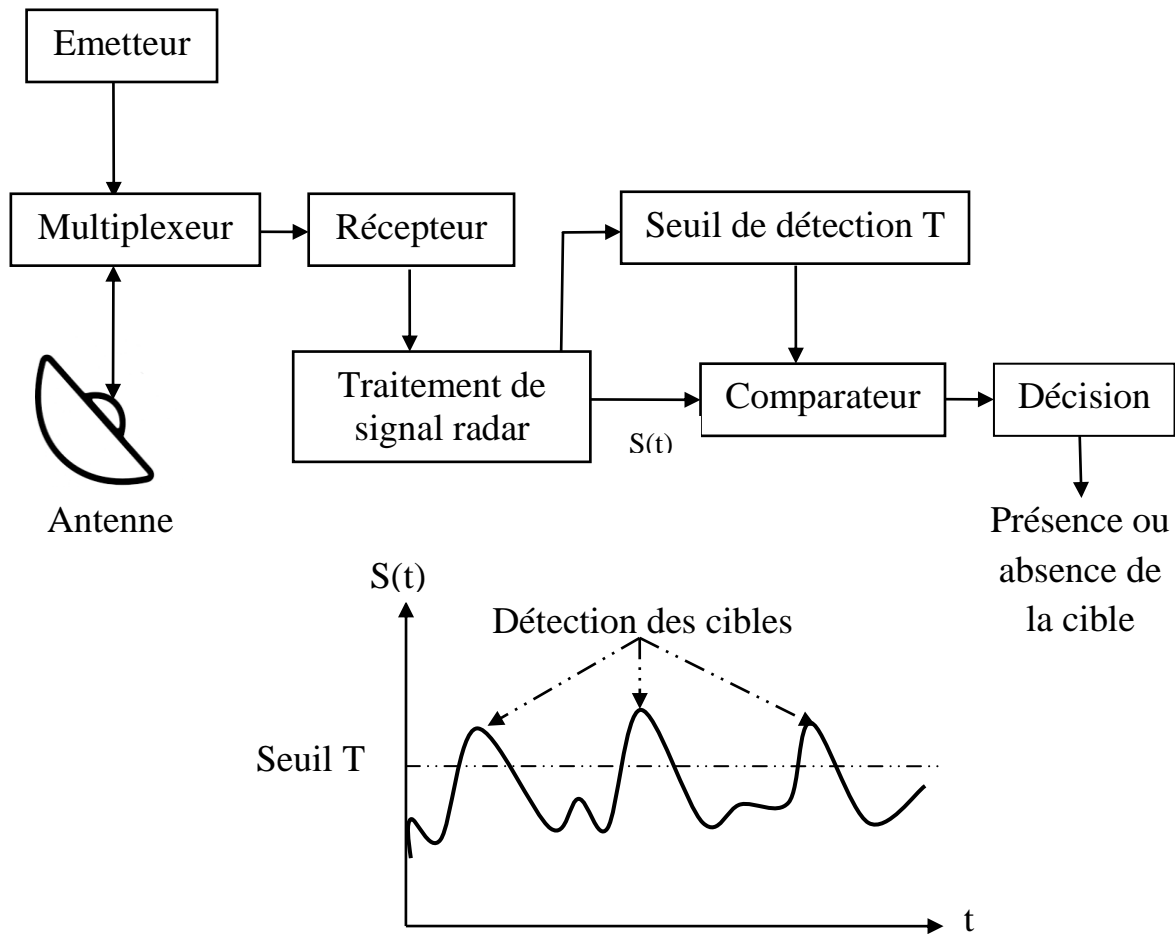 Emetteur
Multiplexeur
Récepteur
Seuil de détection T
Traitement de
signal radar
S(t)
Comparateur
Décision
Antenne
Présence ou
absence de
la cible
S(t)
Détection des cibles
Seuil T
t